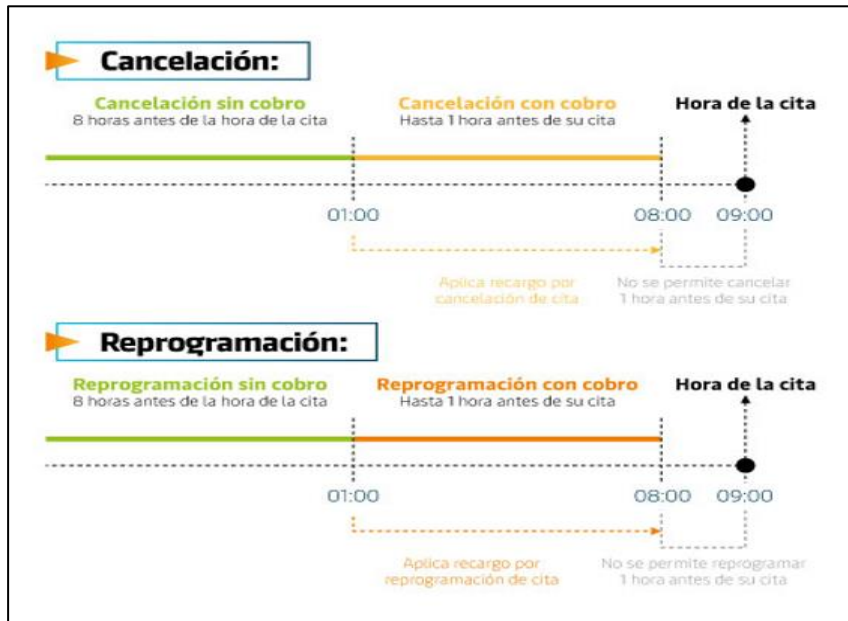 Cancelación:
Cancelación sin cobro
8 horas antes de la hora de la cita
Cancelación con cobro
Hasta 1 hora antes de su cita
Hora de la cita
01:00
08:00
09:00
Aplica recargo por
cancelación de cita
No se permite cancelar
1 hora antes de su cita
Reprogramación:
Reprogramación sin cobro
8 horas antes de la hora de la cita
Reprogramación con cobro
Hasta 1 hora antes de su cita
Hora de la cita
01:00
08:00
09:00
Aplica recargo por
reprogramación de cita
No se permite reprogramar
1 hora antes de su cita